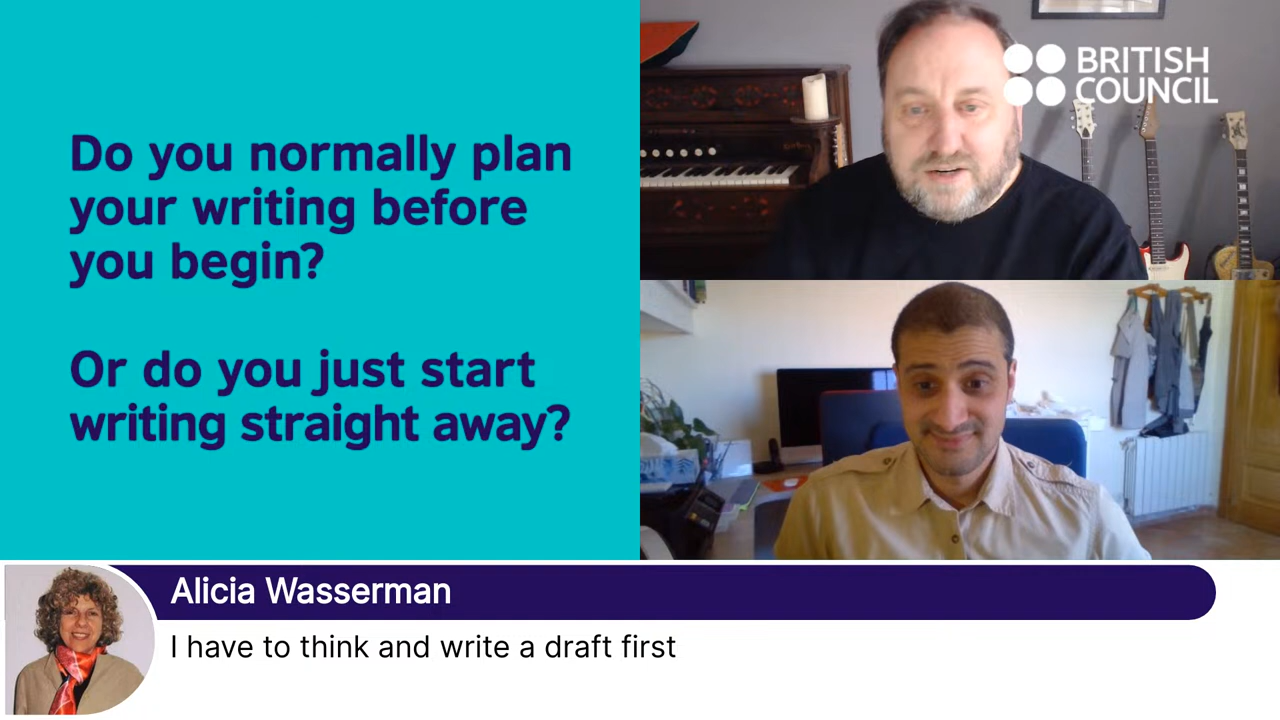 Do you normally plan
your writing before
you begin?
Or do you just start
writing straight away?
BRITISH
COUNCIL
Alicia Wasserman
I have to think and write a draft first